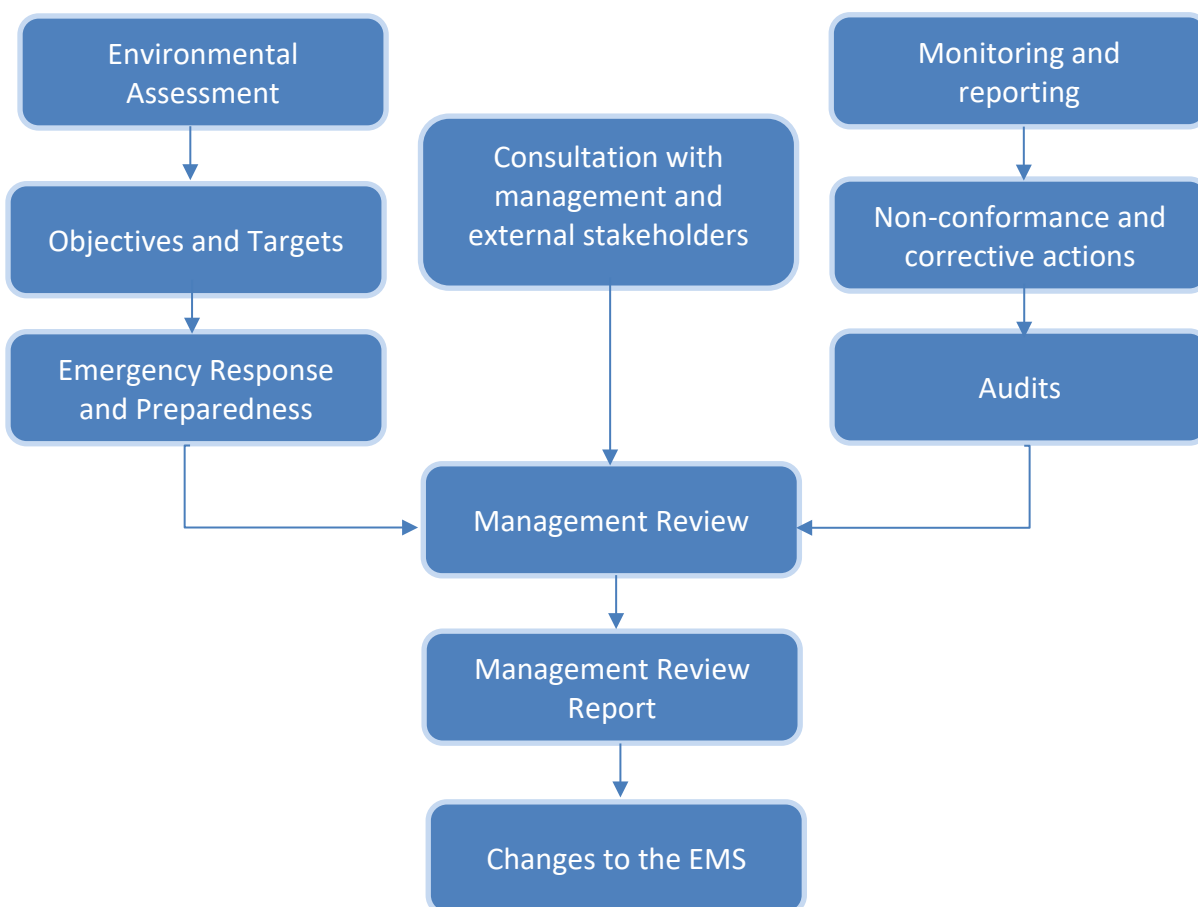 Environmental
Assessment
Objectives and Targets
Emergency Response
and Preparedness
Consultation with
management and
external stakeholders
Monitoring and
reporting
Non-conformance and
corrective actions
Audits
Management Review
Management Review
Report
Changes to the EMS